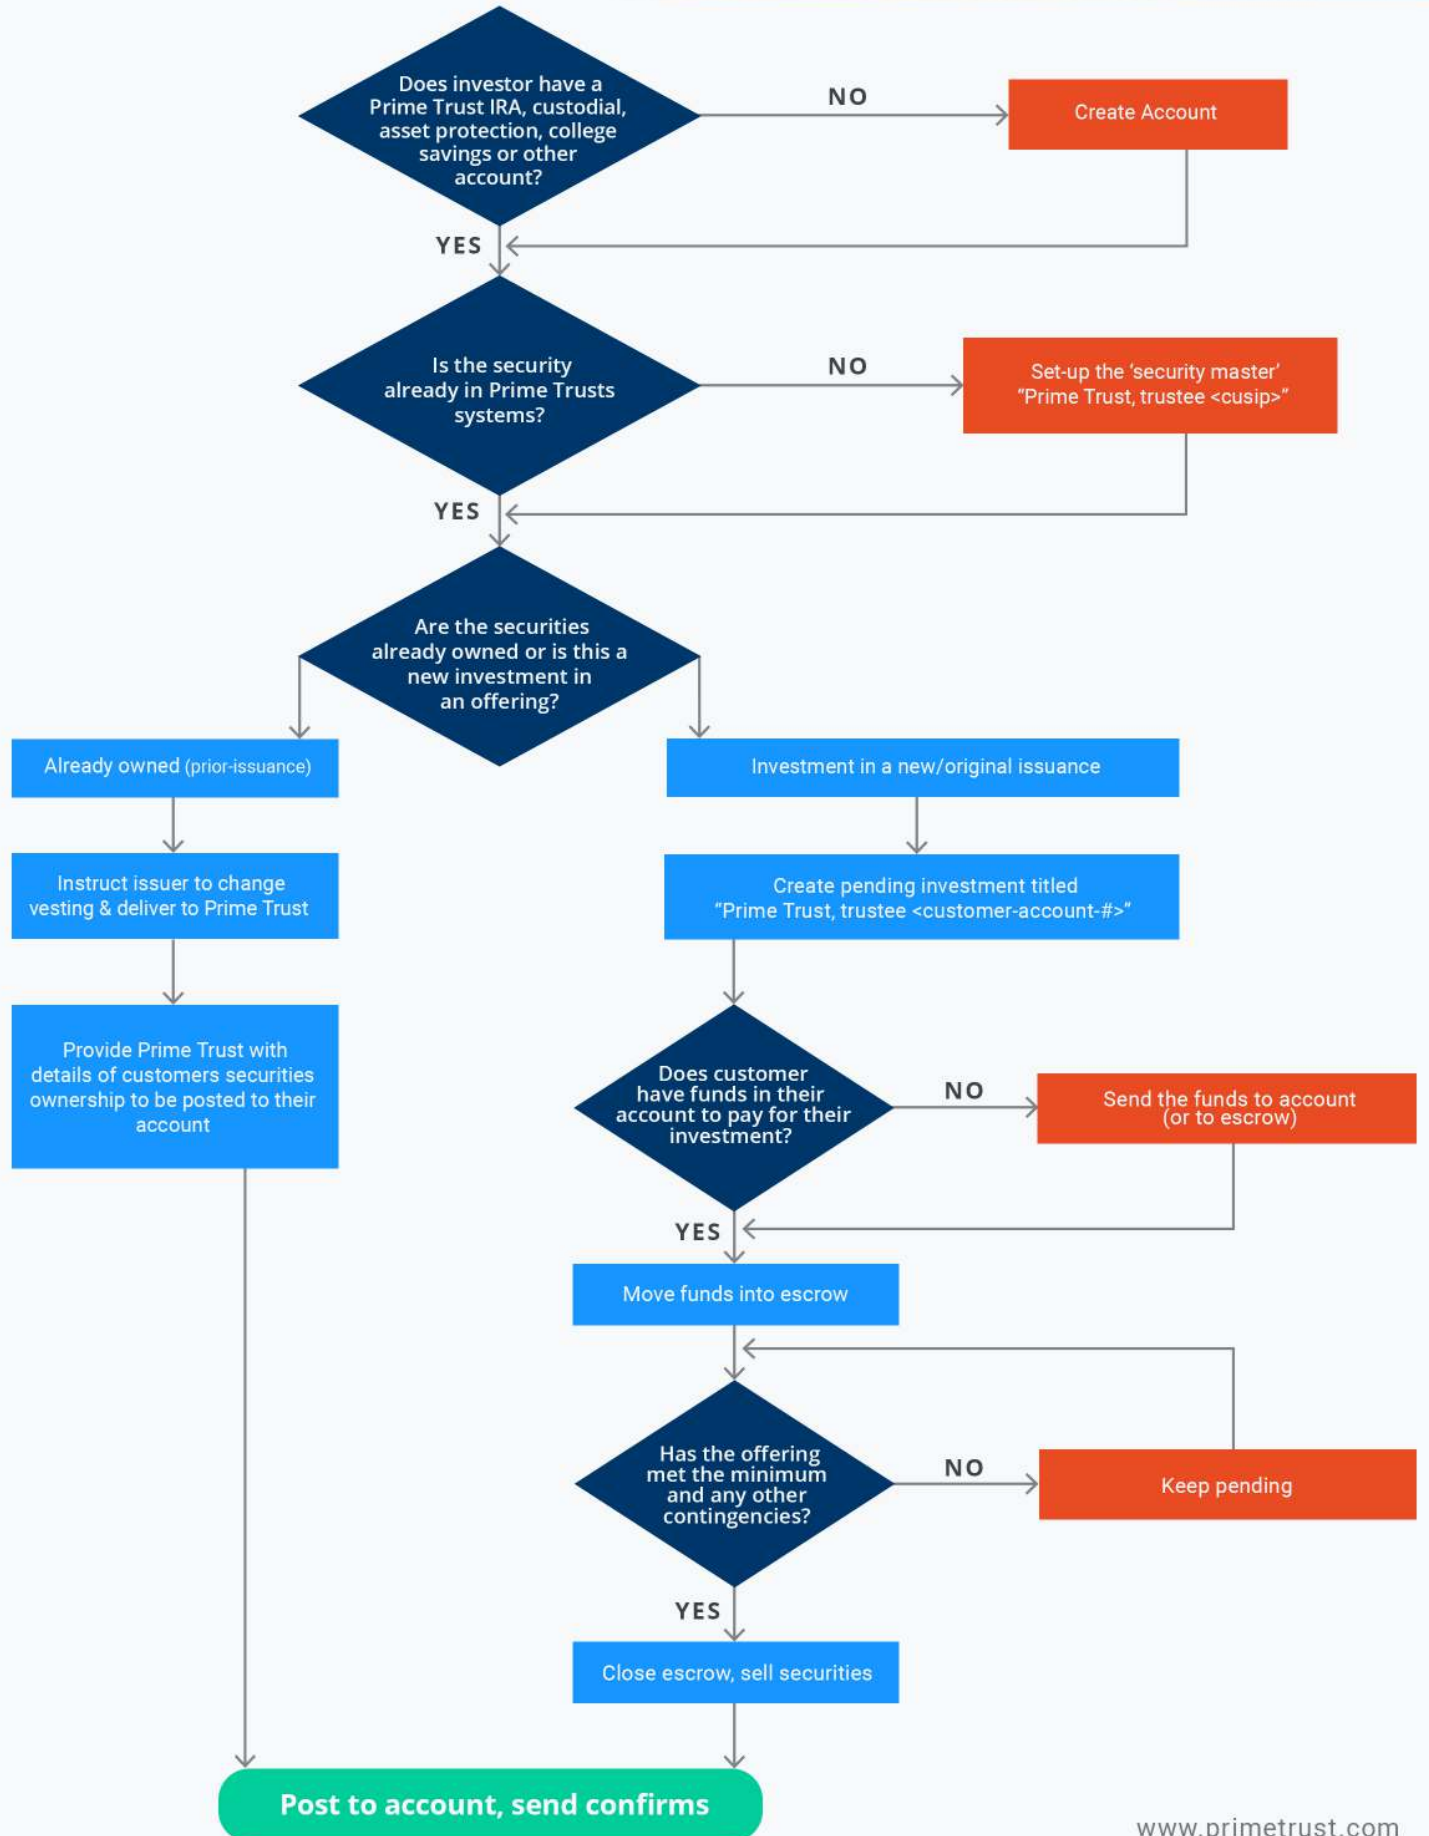 Does investor have a
Prime Trust IRA, custodial,
asset protection, college
savings or other
account?
NO
Create Account
YES
Is the security
already in Prime Trusts
systems?
NO
Set-up the ‘security master’
“Prime Trust, trustee <cusip>”
YES
Are the securities
already owned or is this a
new investment in
an offering?
Already owned (prior-issuance)
Investment in a new/original issuance
Instruct issuer to change
vesting & deliver to Prime Trust
Create pending investment titled
“Prime Trust, trustee <customer-account-#>”
Provide Prime Trust with
details of customers securities
ownership to be posted to their
account
Does customer
have funds in their
account to pay for their
investment?
NO
Send the funds to account
(or to escrow)
YES
Move funds into escrow
Has the offering
met the minimum
and any other
contingencies?
NO
Keep pending
YES
Close escrow, sell securities
Post to account, send confirms
www.primetrust.com